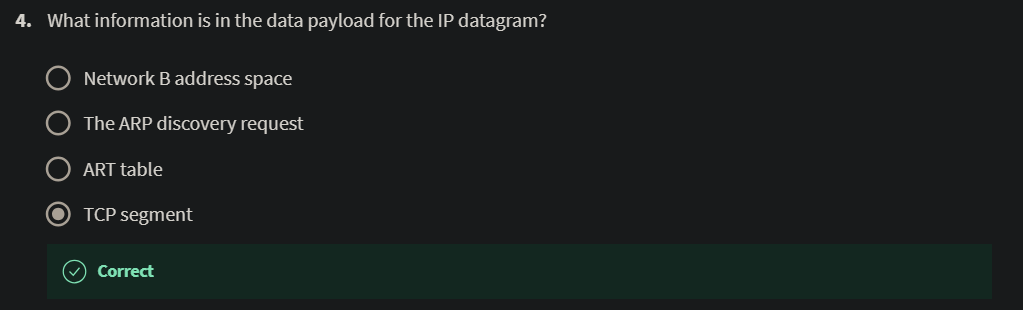 4. What information is in the data payload for the IP datagram?
Network B address space
The ARP discovery request
ART table
TCP segment
Correct